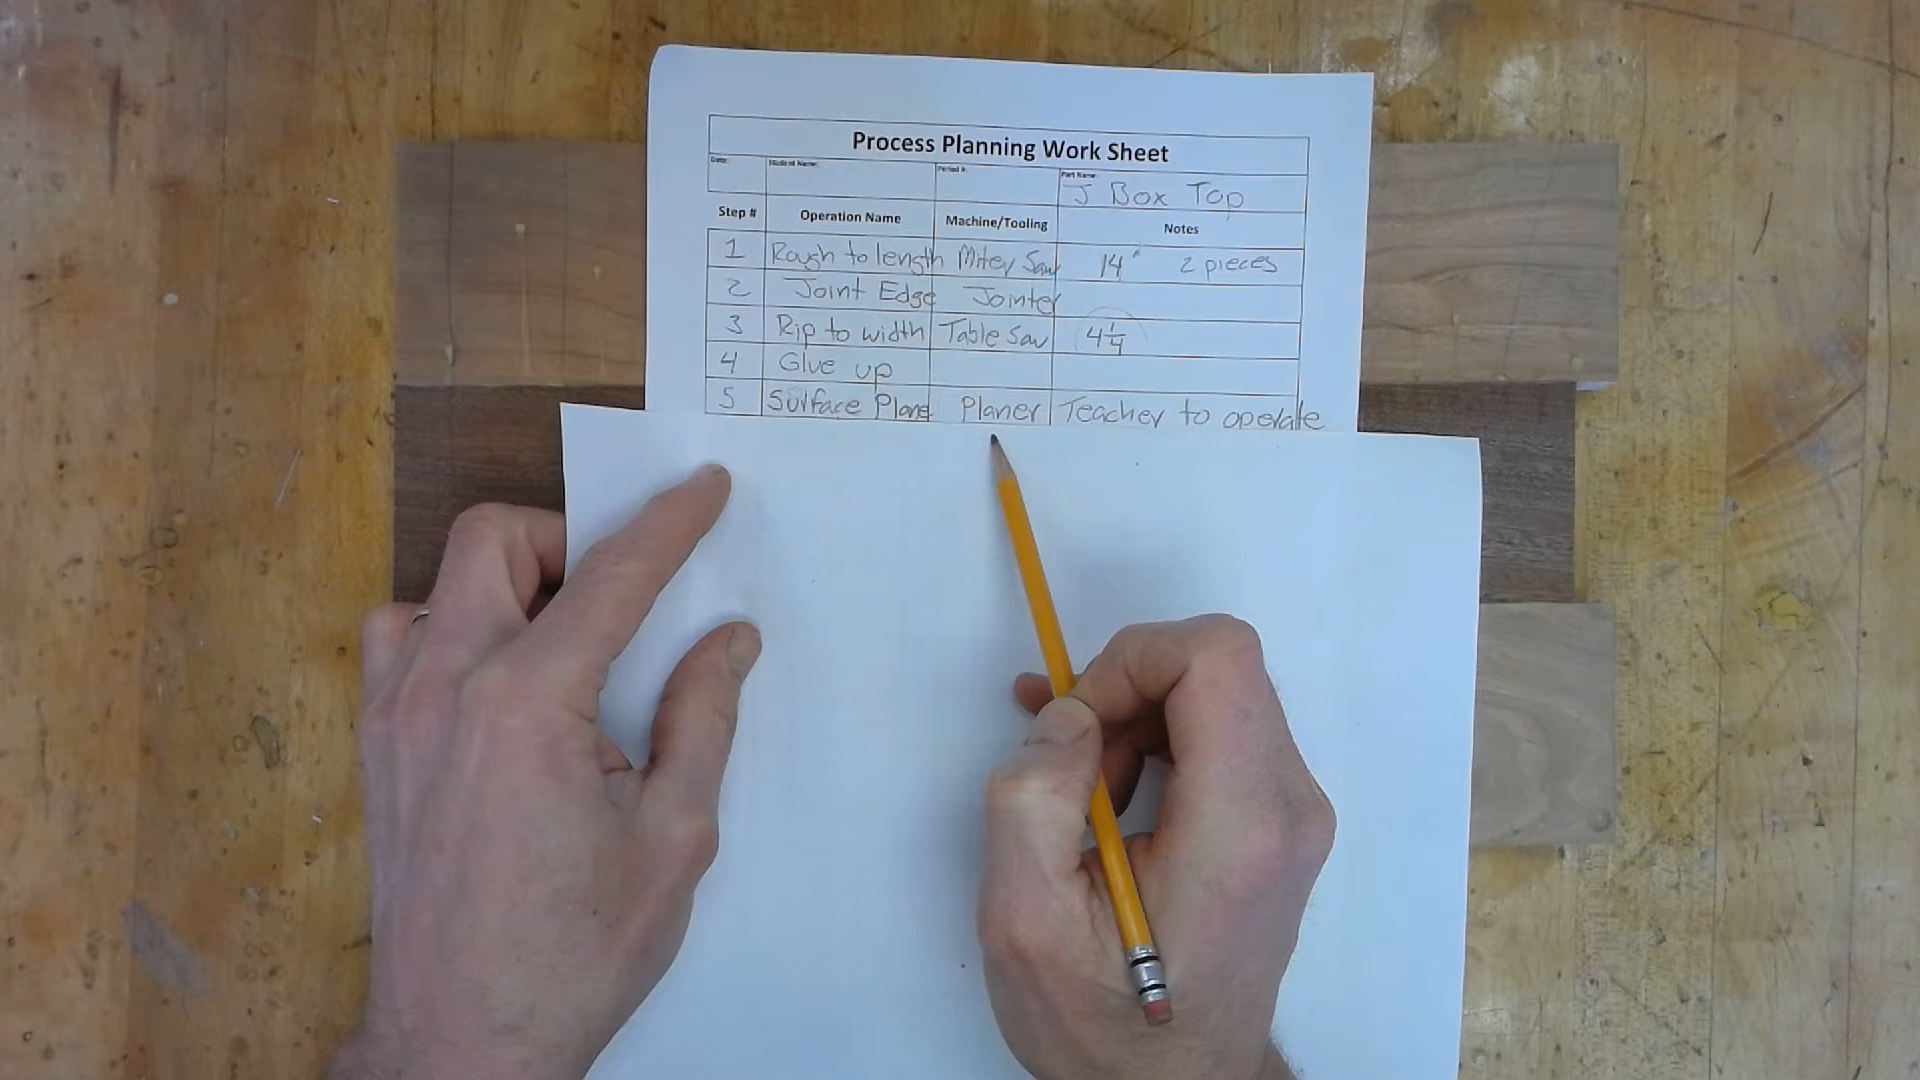 Process Planning Work Sheet
Date: Student Name: Period #: Part Name:
J Box Top
Step # Operation Name Machine/Tooling Notes
1 Rough to length Miter Saw 14" 2 pieces
2 Joint Edge Jointer
3 Rip to width Table Saw 4 1/4
4 Glue up
5 Surface Plane Planer Teacher to operate